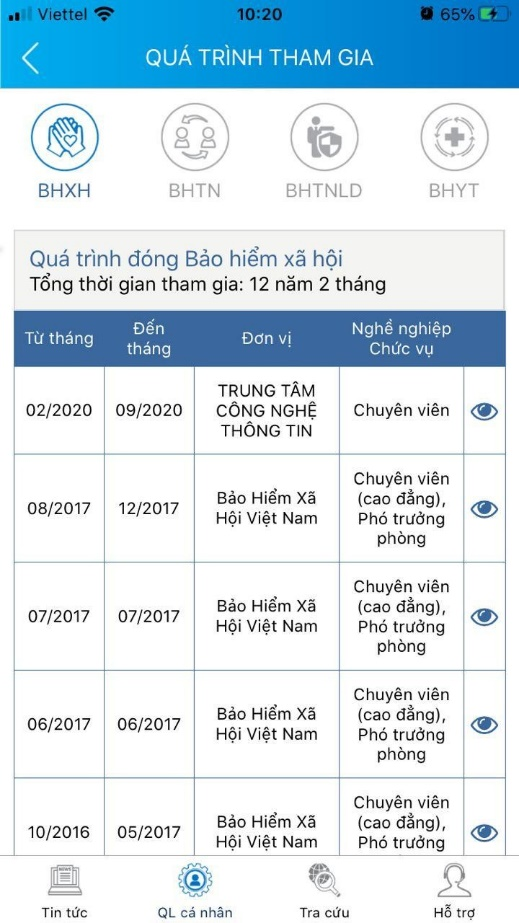 Viettel
10:20
65%
QUÁ TRÌNH THAM GIA
BHXH
BHTN
BHTNLD
BHYT
Quá trình đóng Bảo hiểm xã hội
Tổng thời gian tham gia: 12 năm 2 tháng
Từ tháng
Đến
tháng
Đơn vị
Nghề nghiệp
Chức vụ
02/2020
09/2020
TRUNG TÂM
CÔNG NGHỆ
THÔNG TIN
Chuyên viên
08/2017
12/2017
Bảo Hiểm Xã
Hội Việt Nam
Chuyên viên
(cao đẳng),
Phó trưởng
phòng
07/2017
07/2017
Bảo Hiểm Xã
Hội Việt Nam
Chuyên viên
(cao đẳng),
Phó trưởng
phòng
06/2017
06/2017
Bảo Hiểm Xã
Hội Việt Nam
Chuyên viên
(cao đẳng),
Phó trưởng
phòng
10/2016
05/2017
Bảo Hiểm Xã
Hội Việt Nam
Chuyên viên
(cao đẳng),
Phó trưởng
NEWS
Tin tức
QL cá nhân
Tra cứu
Hỗ trợ